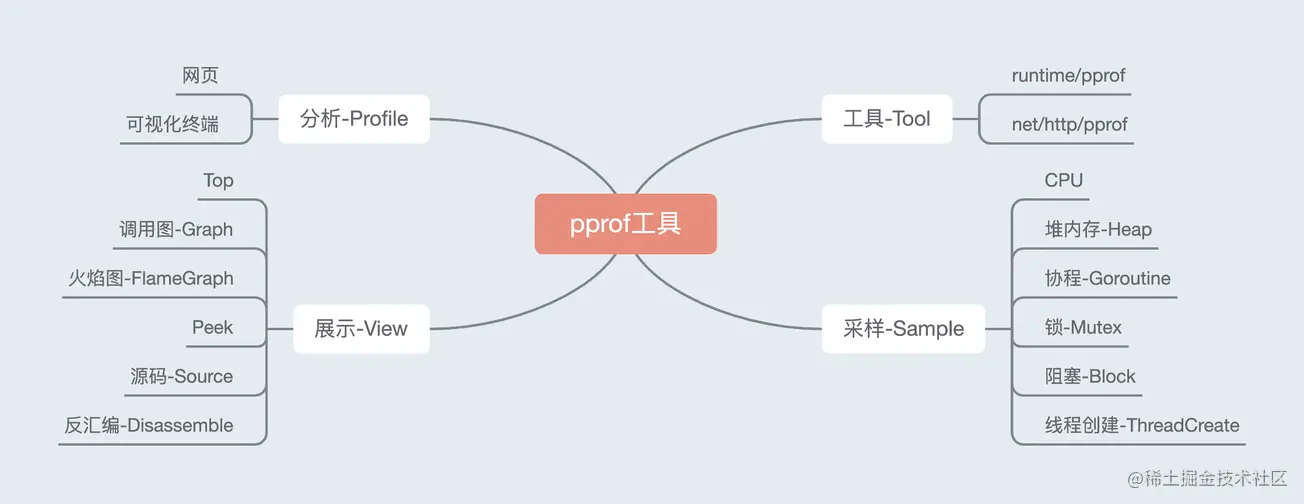 pprof工具
分析-Profile
网页
可视化终端
展示-View
Top
调用图-Graph
火焰图-FlameGraph
Peek
源码-Source
反汇编-Disassemble
工具-Tool
runtime/pprof
net/http/pprof
采样-Sample
CPU
堆内存-Heap
协程-Goroutine
锁-Mutex
阻塞-Block
线程创建-ThreadCreate
@稀土掘金技术社区